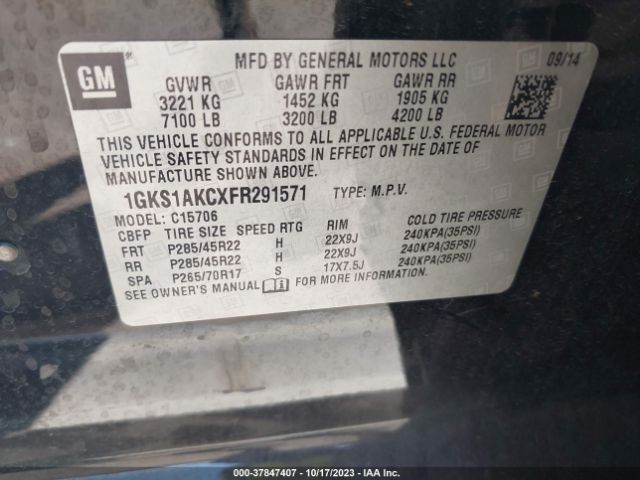 GM
MFD BY GENERAL MOTORS LLC 09/14
GVWR GAWR FRT GAWR RR
3221 KG 1452 KG 1905 KG
7100 LB 3200 LB 4200 LB
THIS VEHICLE CONFORMS TO ALL APPLICABLE U.S. FEDERAL MOTOR
VEHICLE SAFETY STANDARDS IN EFFECT ON THE DATE OF
MANUFACTURE SHOWN ABOVE.
1GKS1AKCXFR291571 TYPE: M.P.V.
MODEL: C15706
CBFP TIRE SIZE SPEED RTG RIM COLD TIRE PRESSURE
FRT P285/45R22 H 22X9J 240KPA(35PSI)
RR P285/45R22 H 22X9J 240KPA(35PSI)
SPA P265/70R17 S 17X7.5J 240KPA(35PSI)
SEE OWNER'S MANUAL FOR MORE INFORMATION.
000-37847407 - 10/17/2023 - IAA Inc.